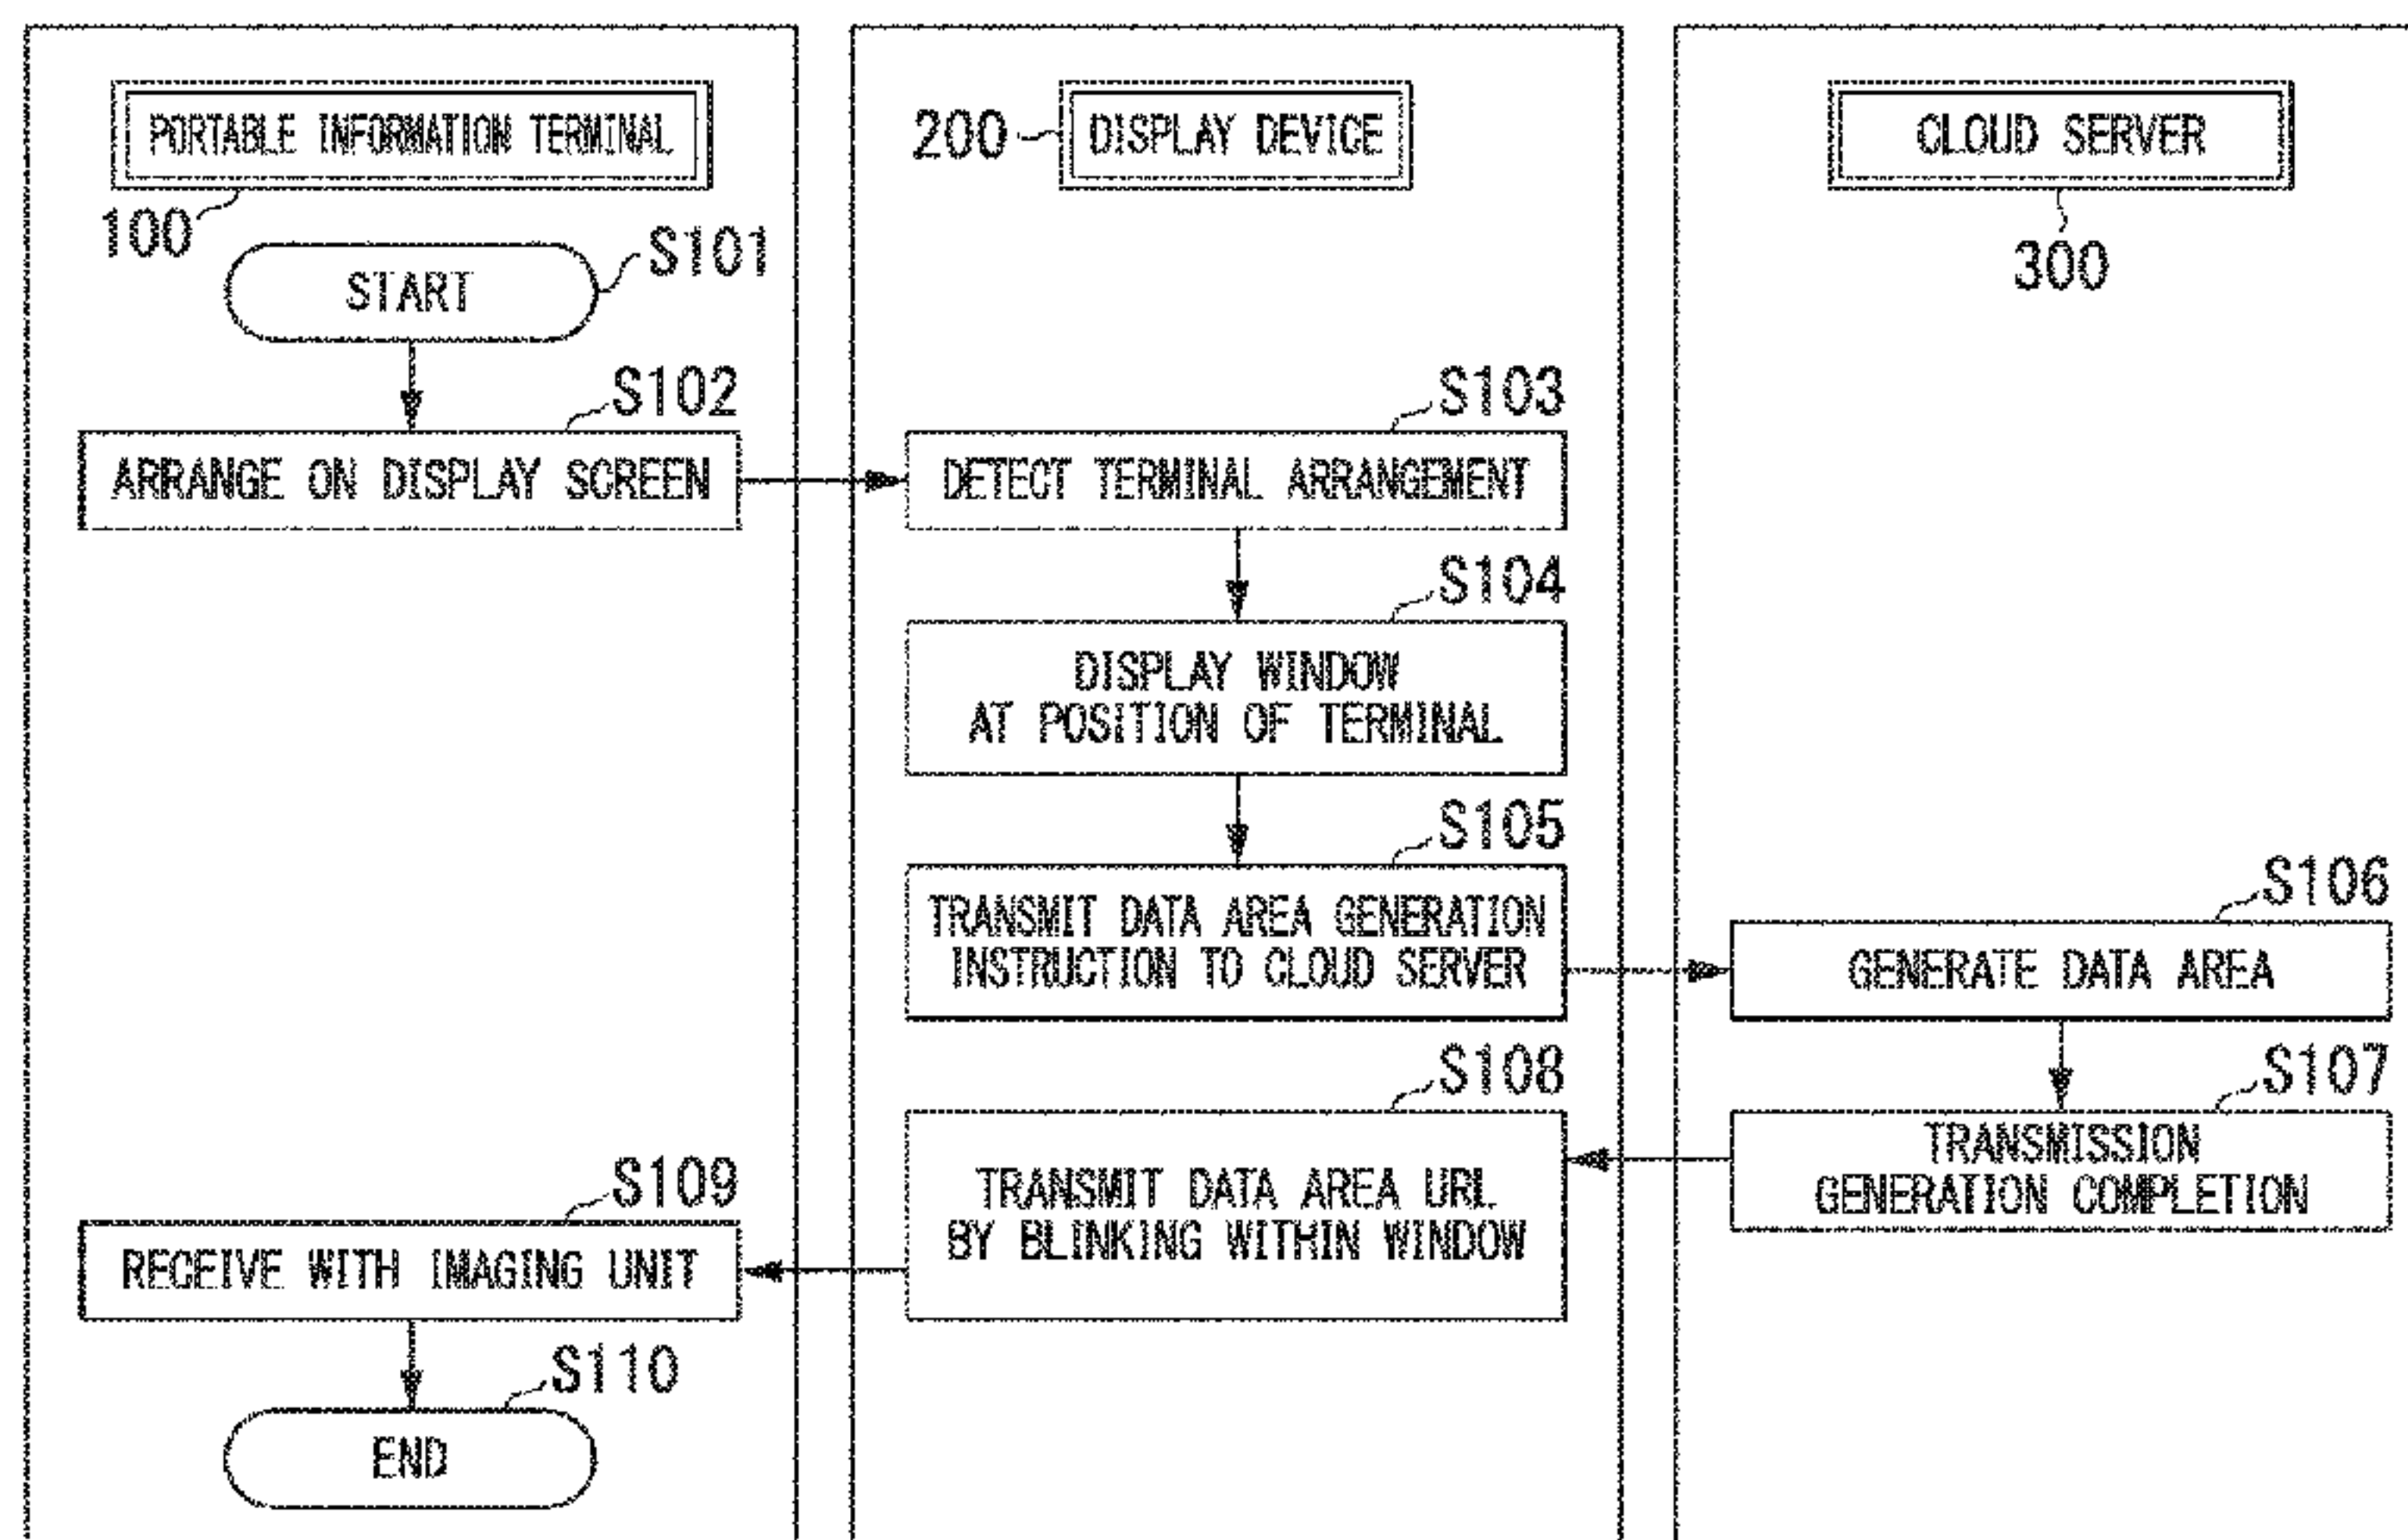 PORTABLE INFORMATION TERMINAL
100
200
DISPLAY DEVICE
CLOUD SERVER
300
START
S101
S102
ARRANGE ON DISPLAY SCREEN
S103
DETECT TERMINAL ARRANGEMENT
S104
DISPLAY WINDOW
AT POSITION OF TERMINAL
S105
TRANSMIT DATA AREA GENERATION
INSTRUCTION TO CLOUD SERVER
S106
GENERATE DATA AREA
S107
TRANSMISSION
GENERATION COMPLETION
S108
TRANSMIT DATA AREA URL
BY BLINKING WITHIN WINDOW
S109
RECEIVE WITH IMAGING UNIT
S110
END